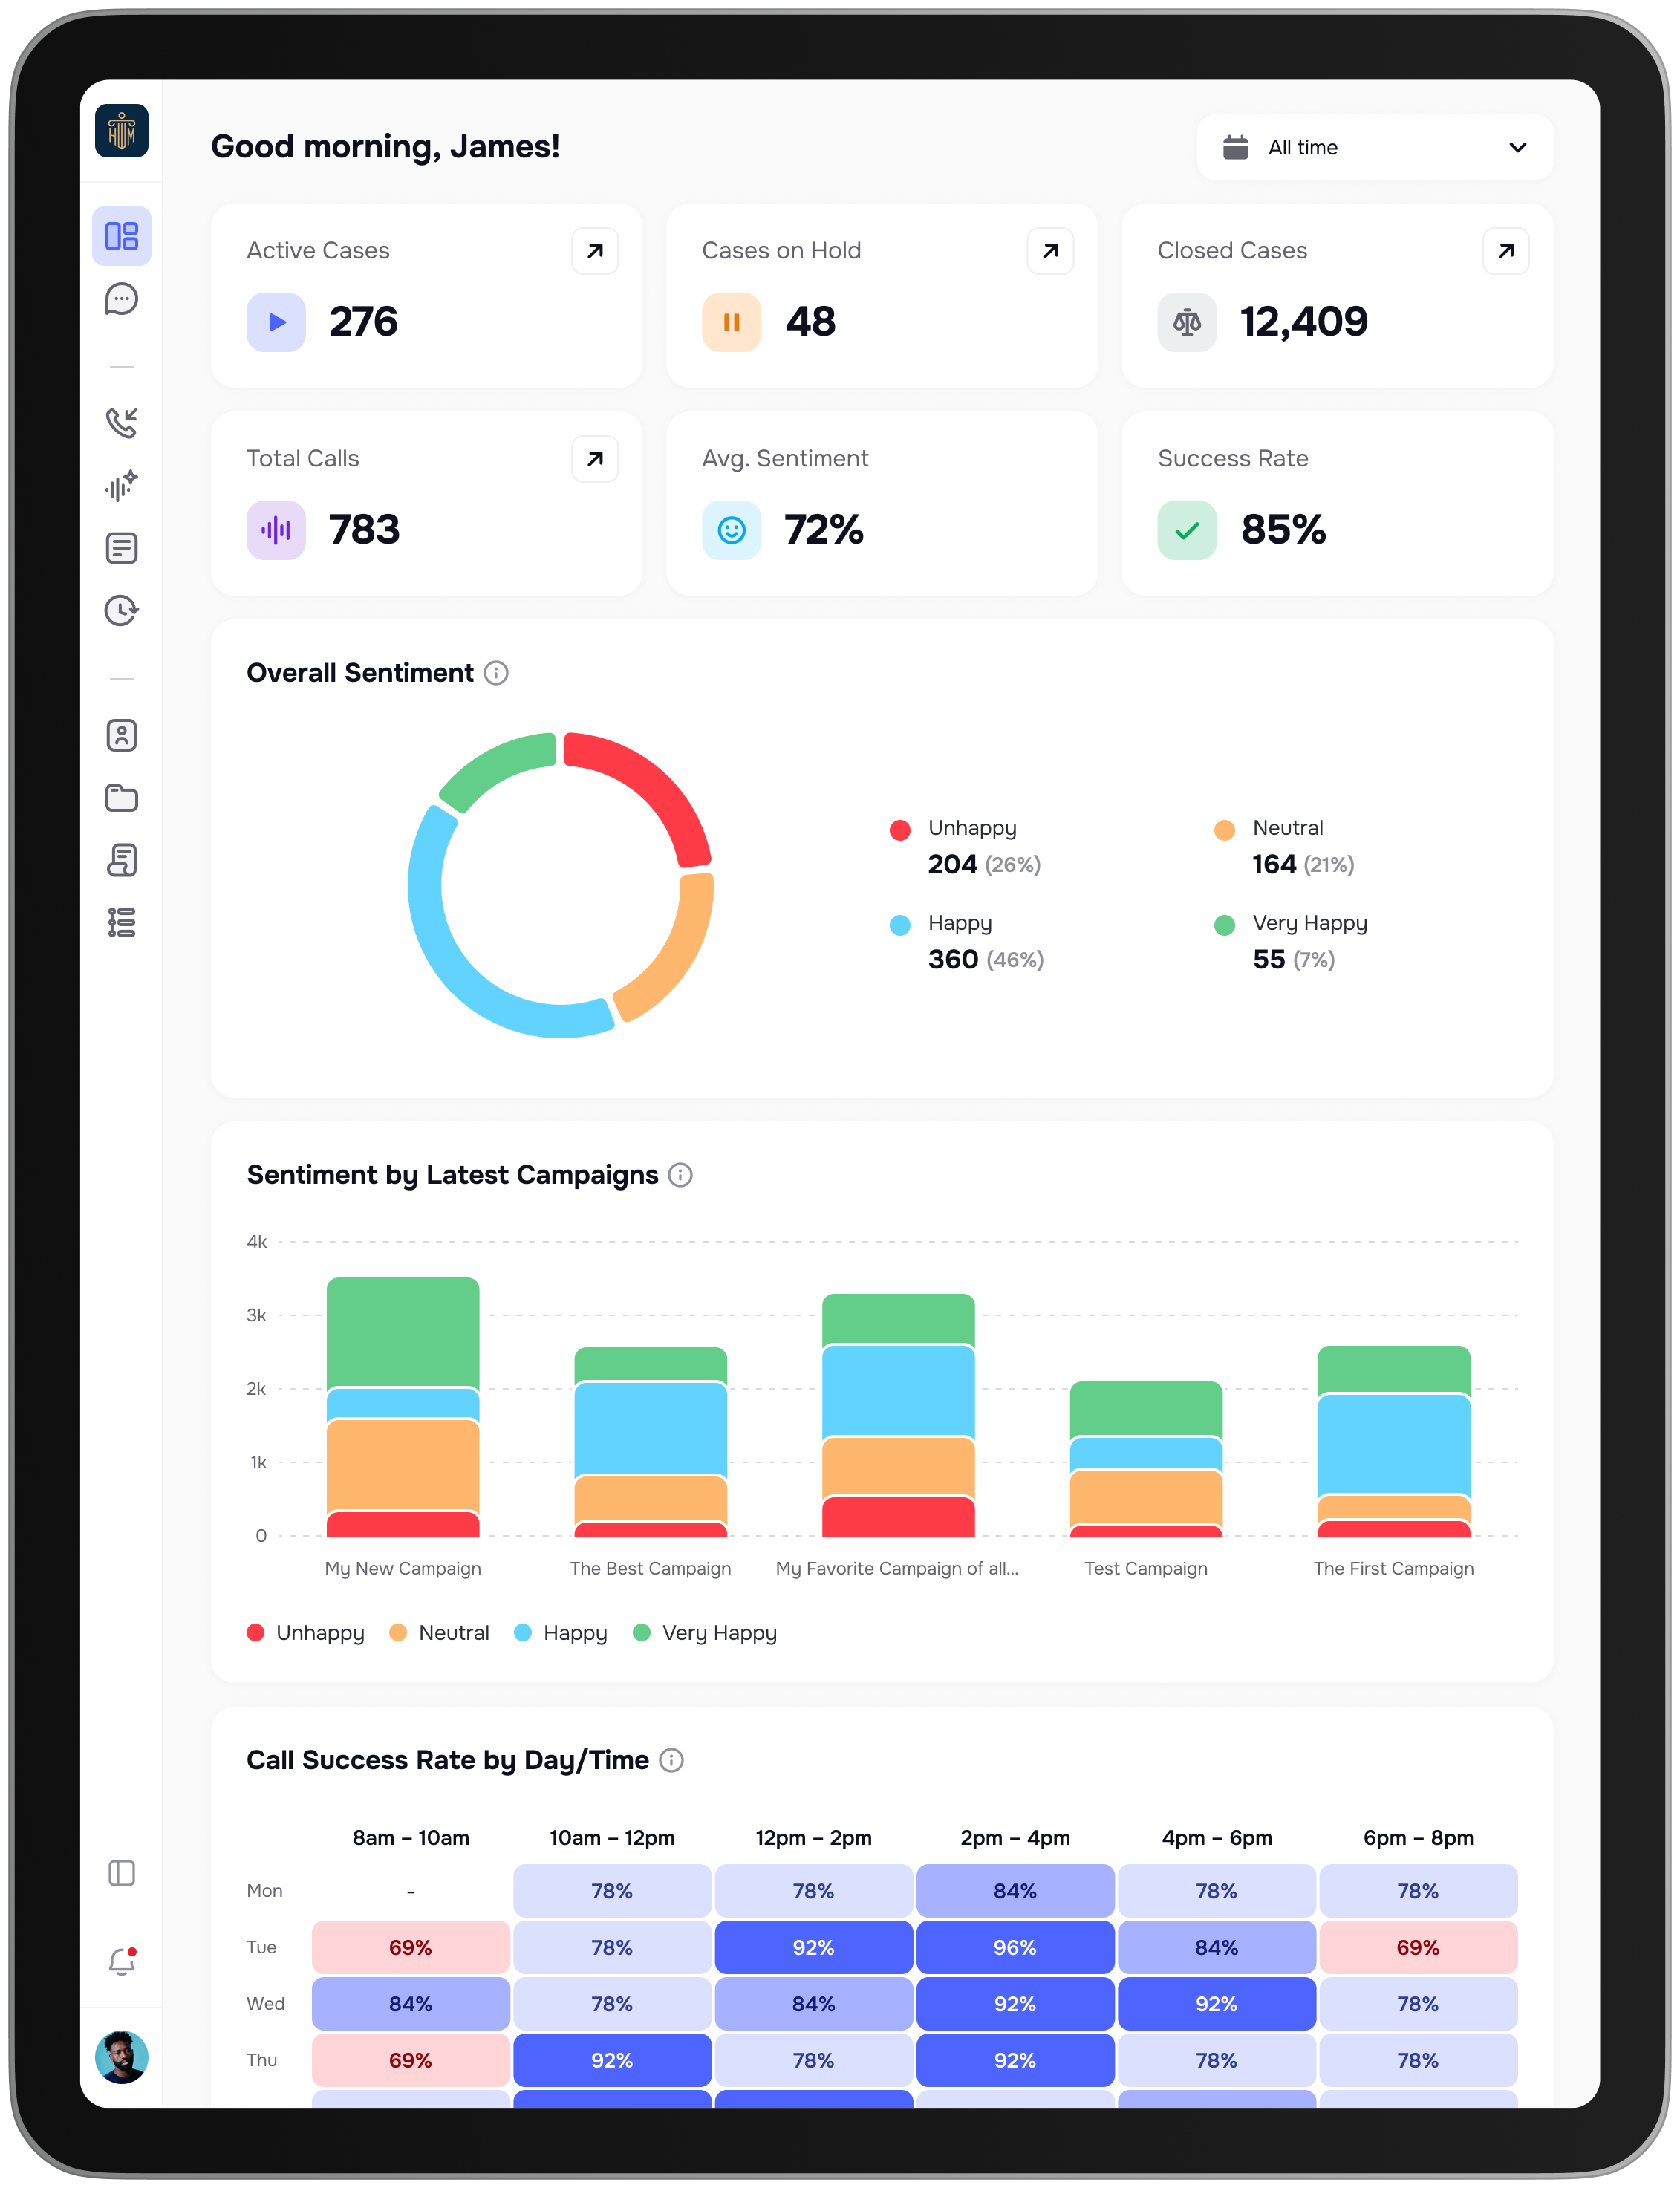 HM
Good morning, James!
All time
Active Cases
276
Cases on Hold
48
Closed Cases
12,409
Total Calls
783
Avg. Sentiment
72%
Success Rate
85%
Overall Sentiment
Unhappy
204 (26%)
Neutral
164 (21%)
Happy
360 (46%)
Very Happy
55 (7%)
Sentiment by Latest Campaigns
4k
3k
2k
1k
0
My New Campaign
The Best Campaign
My Favorite Campaign of all...
Test Campaign
The First Campaign
Unhappy Neutral Happy Very Happy
Call Success Rate by Day/Time
8am – 10am 10am – 12pm 12pm – 2pm 2pm – 4pm 4pm – 6pm 6pm – 8pm
Mon - 78% 78% 84% 78% 78%
Tue 69% 78% 92% 96% 84% 69%
Wed 84% 78% 84% 92% 92% 78%
Thu 69% 92% 78% 92% 78% 78%